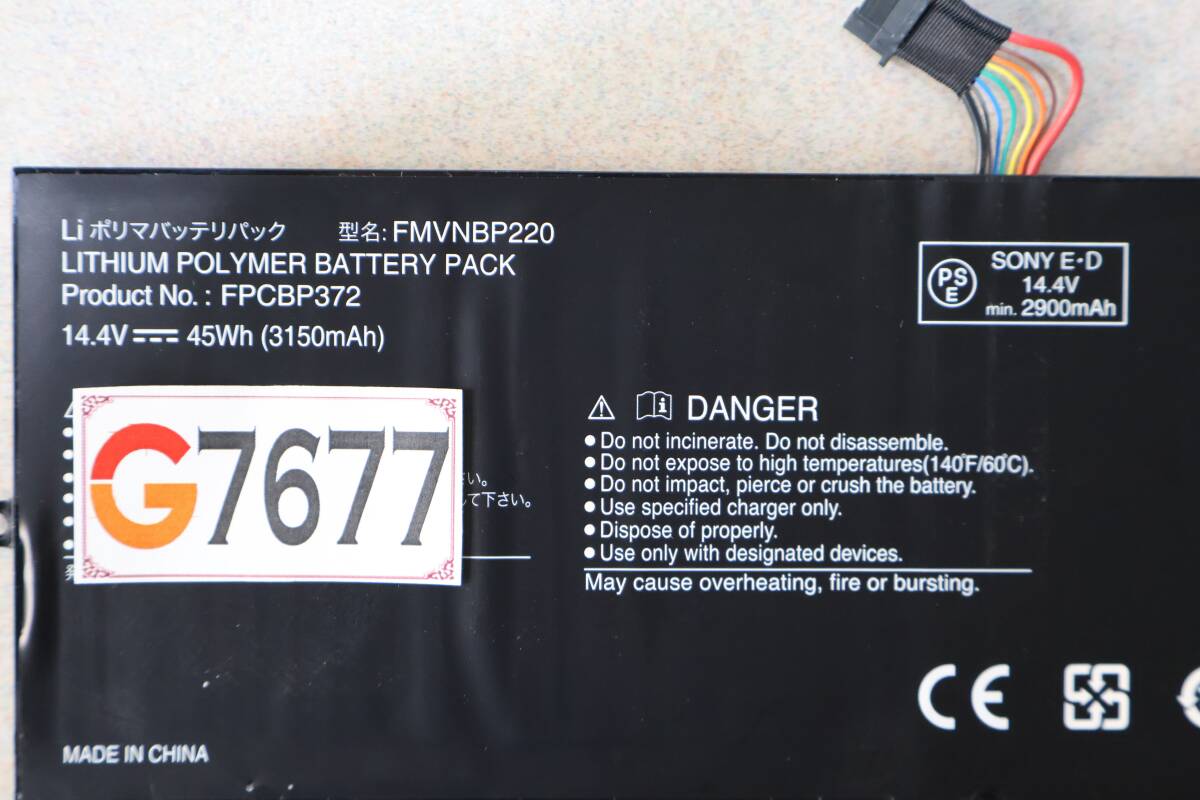 Li ポリマバッテリパック 型名: FMVNBP220
LITHIUM POLYMER BATTERY PACK
Product No. : FPCBP372
14.4V 45Wh (3150mAh)
PS
E
SONY E・D
14.4V
min. 2900mAh
G7677
い。
て下さい。
発
DANGER
●Do not incinerate. Do not disassemble.
●Do not expose to high temperatures(140°F/60°C).
●Do not impact, pierce or crush the battery.
●Use specified charger only.
●Dispose of properly.
●Use only with designated devices.
May cause overheating, fire or bursting.
CE
MADE IN CHINA